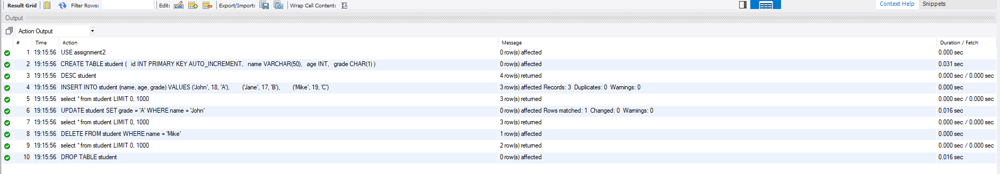 Result Grid Filter Rows: Edit: Export/Import: Wrap Cell Content: Context Help Snippets
Output
Action Output
# Time Action Message Duration / Fetch
1 19:15:56 USE assignment2 0 row(s) affected 0.000 sec
2 19:15:56 CREATE TABLE student ( id INT PRIMARY KEY AUTO_INCREMENT, name VARCHAR(50), age INT, grade CHAR(1) ) 0 row(s) affected 0.031 sec
3 19:15:56 DESC student 4 row(s) returned 0.000 sec / 0.000 sec
4 19:15:56 INSERT INTO student (name, age, grade) VALUES ('John', 18, 'A'), ('Jane', 17, 'B'), ('Mike', 19, 'C') 3 row(s) affected Records: 3 Duplicates: 0 Warnings: 0 0.000 sec
5 19:15:56 select * from student LIMIT 0, 1000 3 row(s) returned 0.000 sec / 0.000 sec
6 19:15:56 UPDATE student SET grade = 'A' WHERE name = 'John' 0 row(s) affected Rows matched: 1 Changed: 0 Warnings: 0 0.016 sec
7 19:15:56 select * from student LIMIT 0, 1000 3 row(s) returned 0.000 sec / 0.000 sec
8 19:15:56 DELETE FROM student WHERE name = 'Mike' 1 row(s) affected 0.000 sec
9 19:15:56 select * from student LIMIT 0, 1000 2 row(s) returned 0.000 sec / 0.000 sec
10 19:15:56 DROP TABLE student 0 row(s) affected 0.016 sec